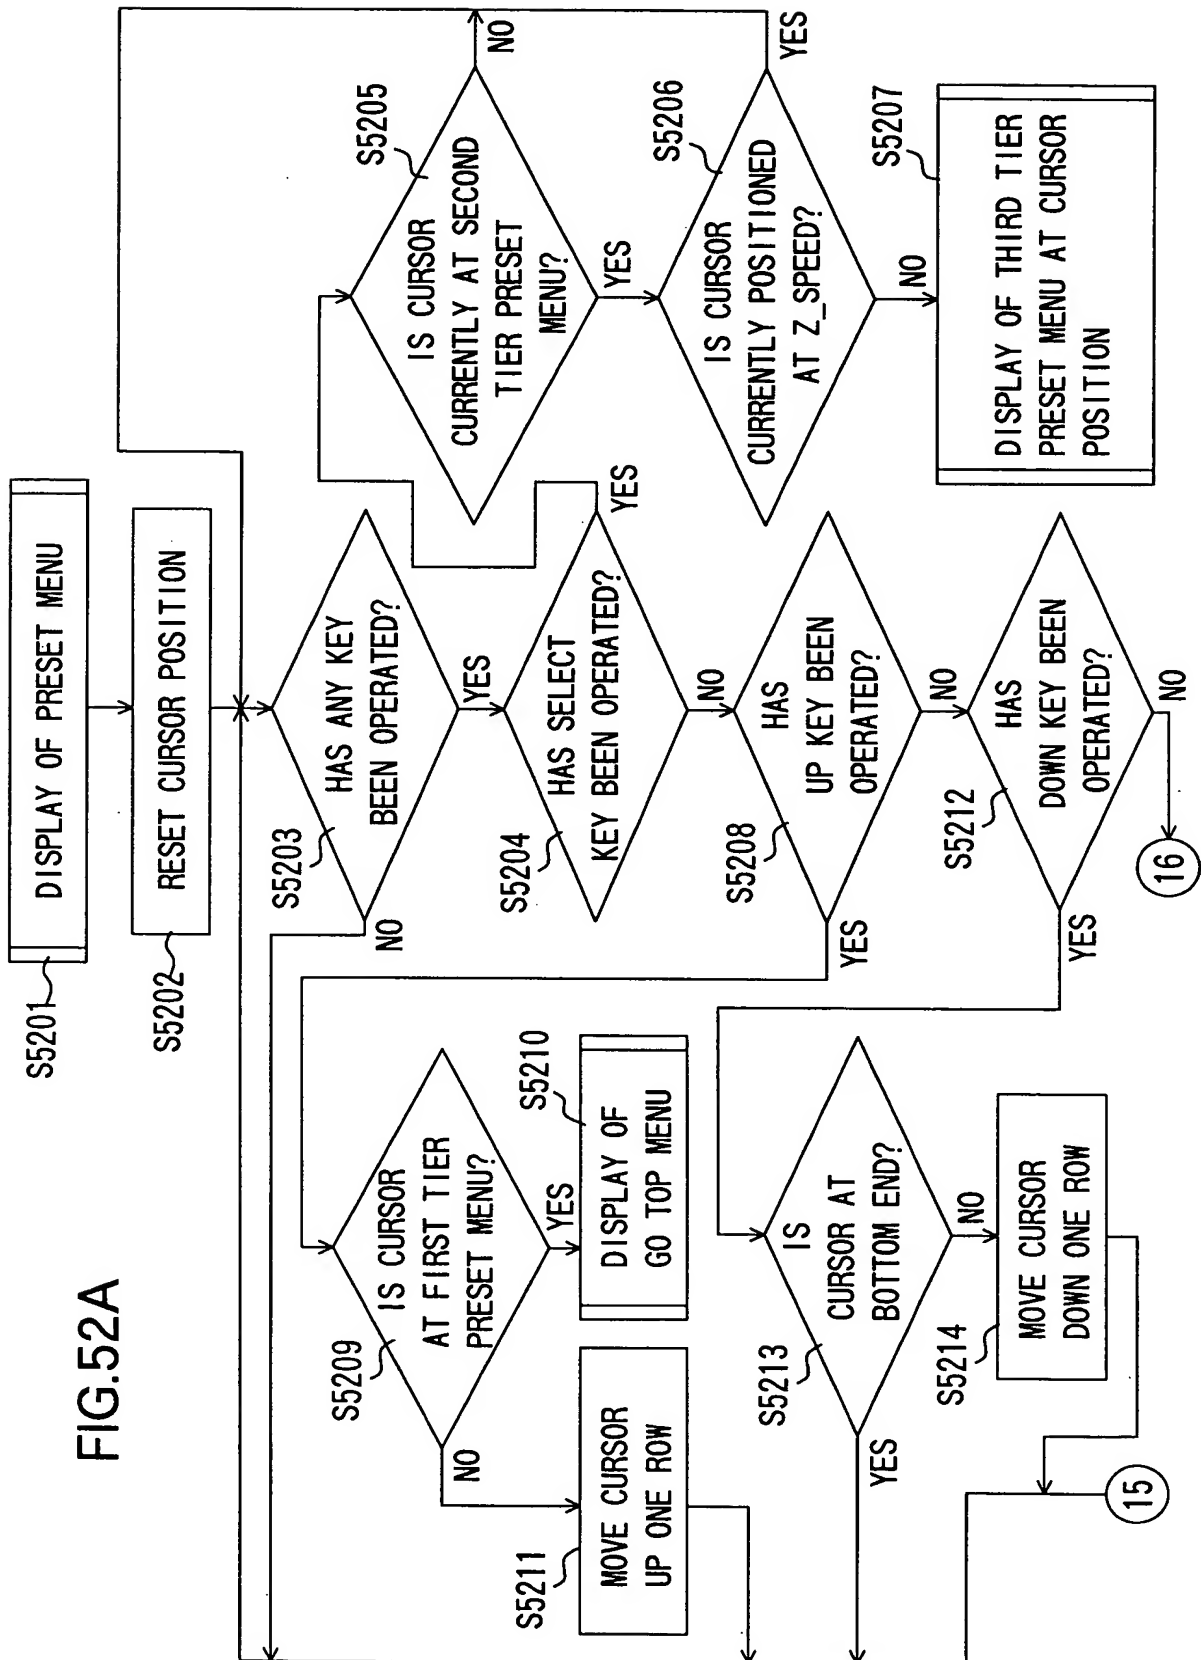 FIG.52A
S5201
DISPLAY OF PRESET MENU
S5202
RESET CURSOR POSITION
S5203
HAS ANY KEY
BEEN OPERATED?
NO
YES
S5204
HAS SELECT
KEY BEEN OPERATED?
YES
NO
S5205
IS CURSOR
CURRENTLY AT SECOND
TIER PRESET
MENU?
NO
YES
S5206
IS CURSOR
CURRENTLY POSITIONED
AT Z_SPEED?
YES
NO
S5207
DISPLAY OF THIRD TIER
PRESET MENU AT CURSOR
POSITION
S5208
HAS
UP KEY BEEN
OPERATED?
YES
NO
S5209
IS CURSOR
AT FIRST TIER
PRESET MENU?
NO
YES
S5210
DISPLAY OF
GO TOP MENU
S5211
MOVE CURSOR
UP ONE ROW
S5212
HAS
DOWN KEY BEEN
OPERATED?
YES
NO
16
S5213
IS
CURSOR AT
BOTTOM END?
YES
NO
S5214
MOVE CURSOR
DOWN ONE ROW
15